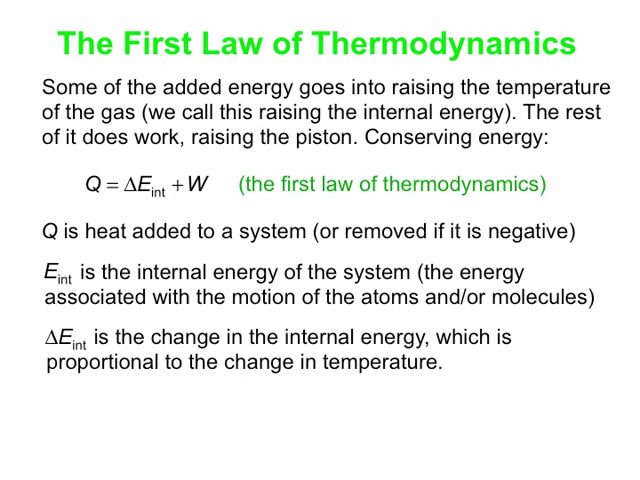 The First Law of Thermodynamics
Some of the added energy goes into raising the temperature
of the gas (we call this raising the internal energy). The rest
of it does work, raising the piston. Conserving energy:
Q = ΔE_int + W (the first law of thermodynamics)
Q is heat added to a system (or removed if it is negative)
E_int is the internal energy of the system (the energy
associated with the motion of the atoms and/or molecules)
ΔE_int is the change in the internal energy, which is
proportional to the change in temperature.